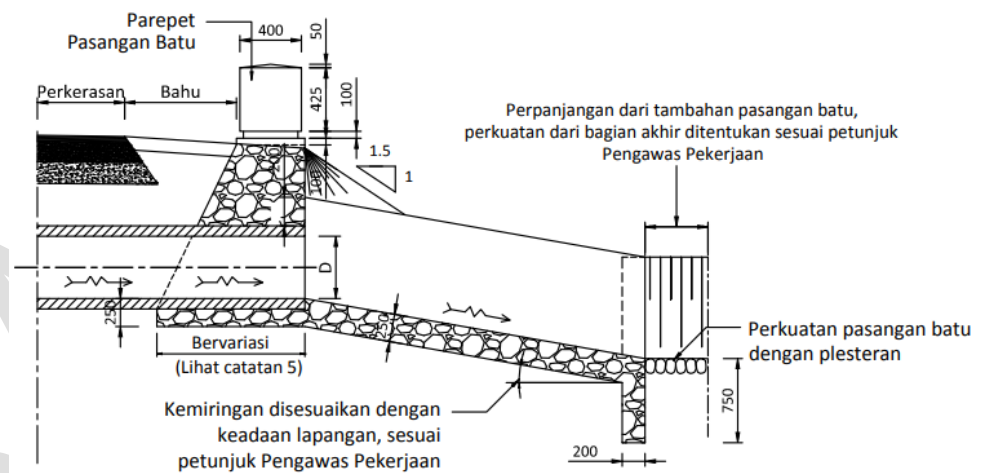 Parepet
Pasangan Batu
400
50
425
100
Perkerasan
Bahu
Perpanjangan dari tambahan pasangan batu,
perkuatan dari bagian akhir ditentukan sesuai petunjuk
Pengawas Pekerjaan
1.5
1
100
D
250
250
Bervariasi
(Lihat catatan 5)
Perkuatan pasangan batu
dengan plesteran
750
Kemiringan disesuaikan dengan
keadaan lapangan, sesuai
petunjuk Pengawas Pekerjaan
200